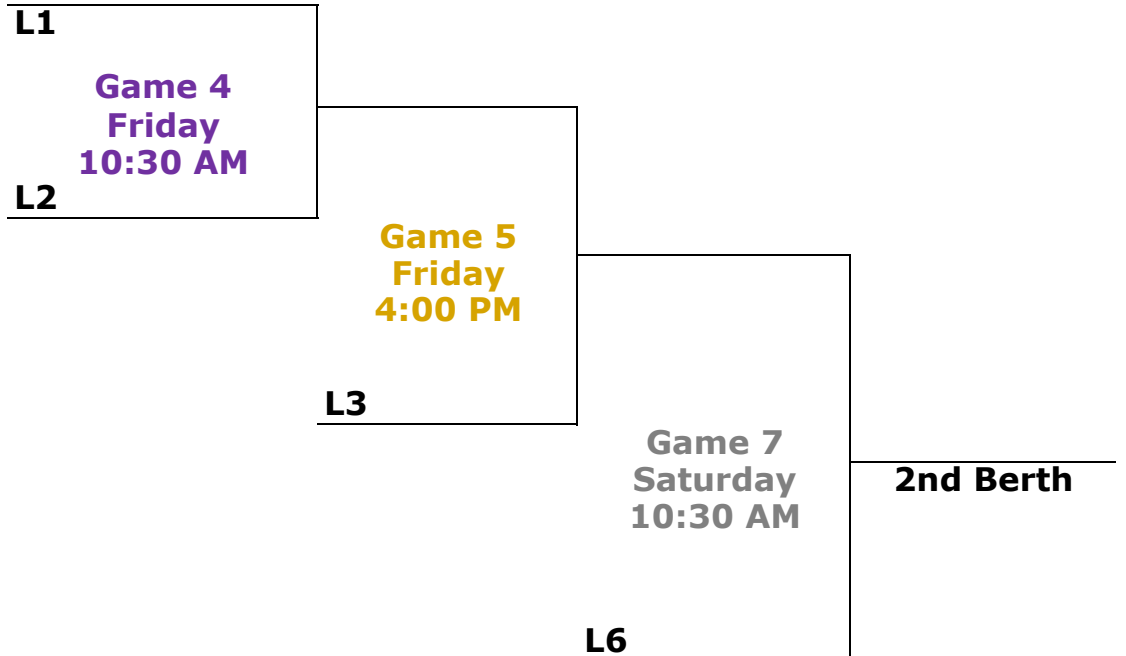 L1
Game 4
Friday
10:30 AM
L2
Game 5
Friday
4:00 PM
L3
Game 7
Saturday
10:30 AM
2nd Berth
L6